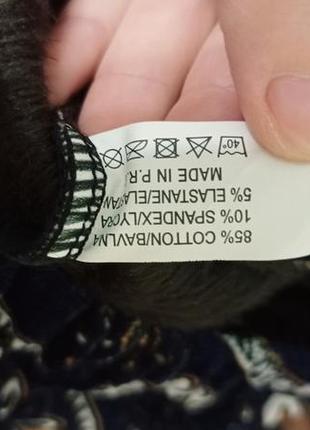 85% COTTON/BAVLNA
10% SPANDEX/LYCRA
5% ELASTANE/ELASTAN
MADE IN P.R.
40°